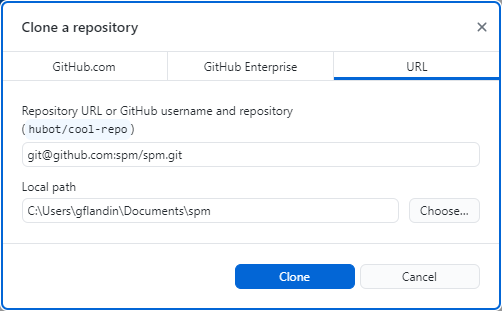 Clone a repository
GitHub.com
GitHub Enterprise
URL
Repository URL or GitHub username and repository
(hubot/cool-repo)
git@github.com:spm/spm.git
Local path
C:\Users\gflandin\Documents\spm
Choose...
Clone
Cancel